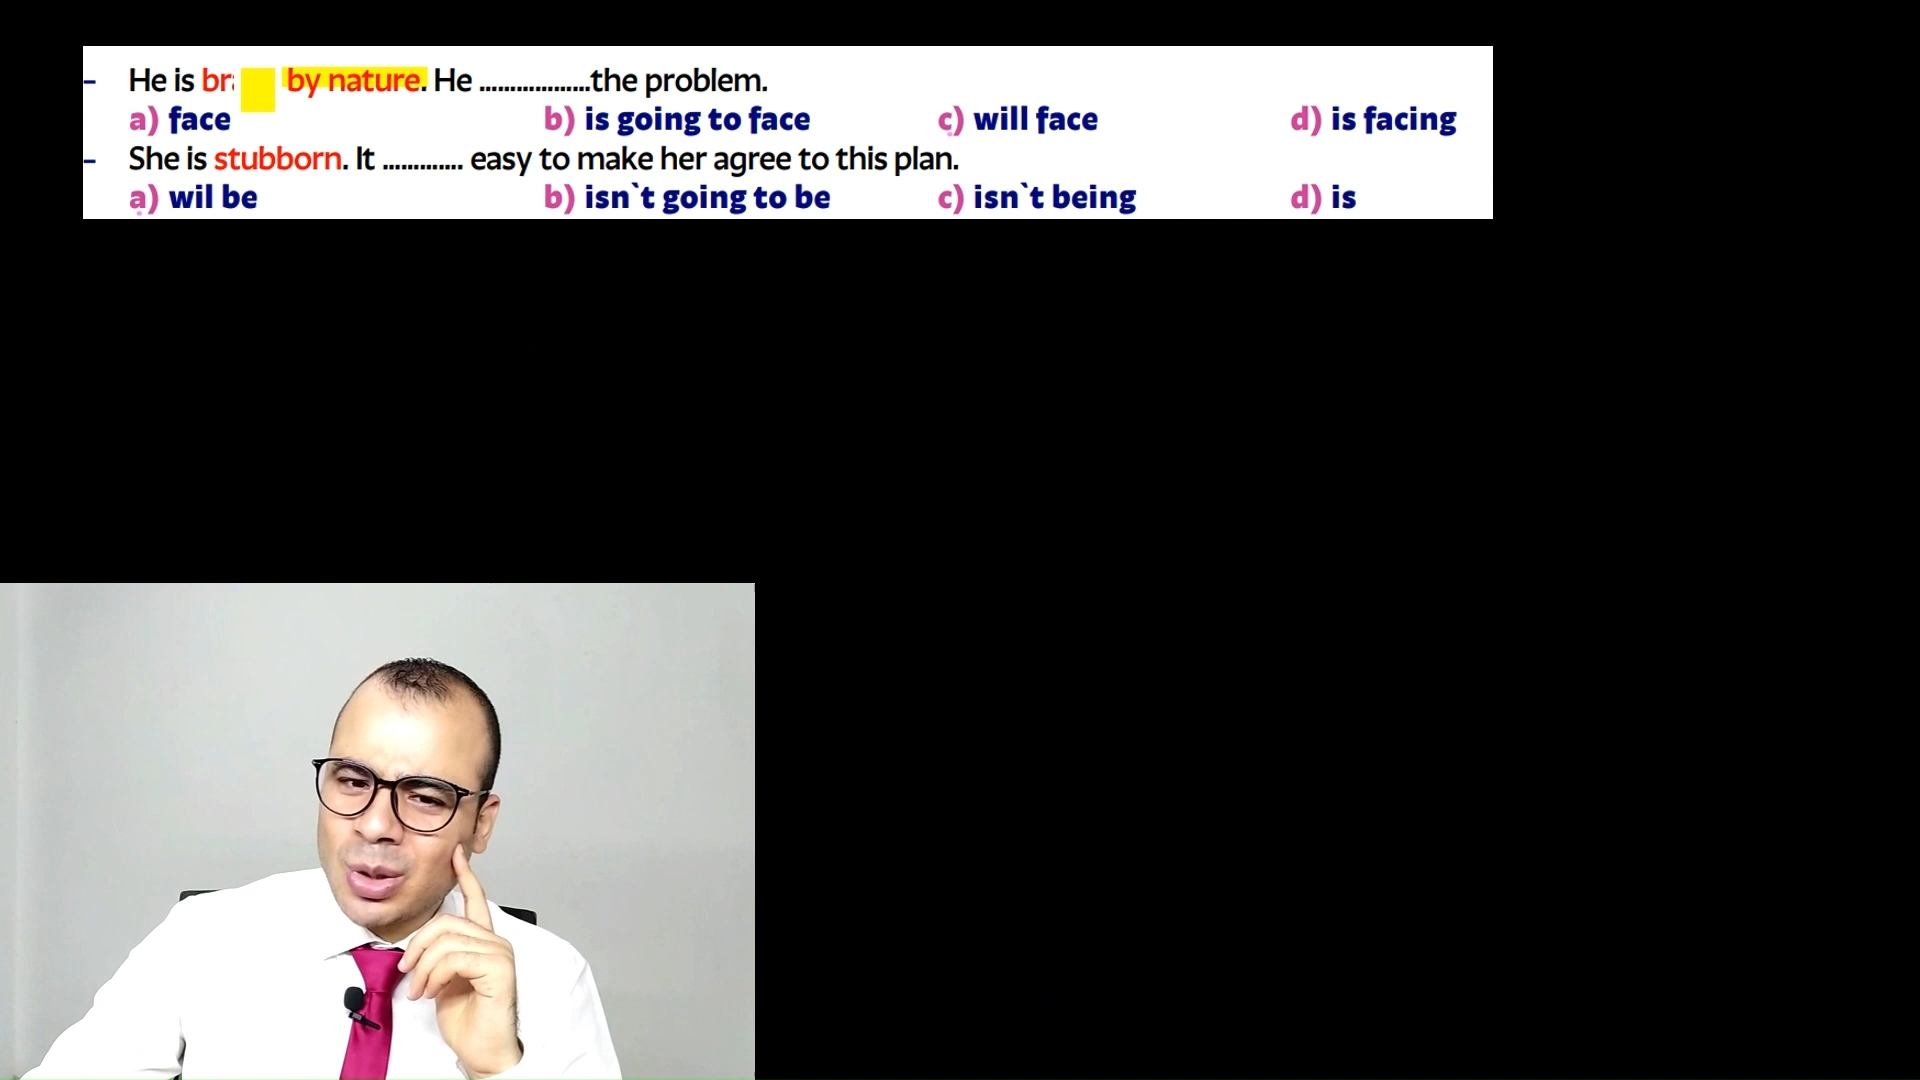 - He is by nature. He ..................the problem.
a) face b) is going to face c) will face d) is facing
- She is stubborn. It ............. easy to make her agree to this plan.
a) wil be b) isn`t going to be c) isn`t being d) is